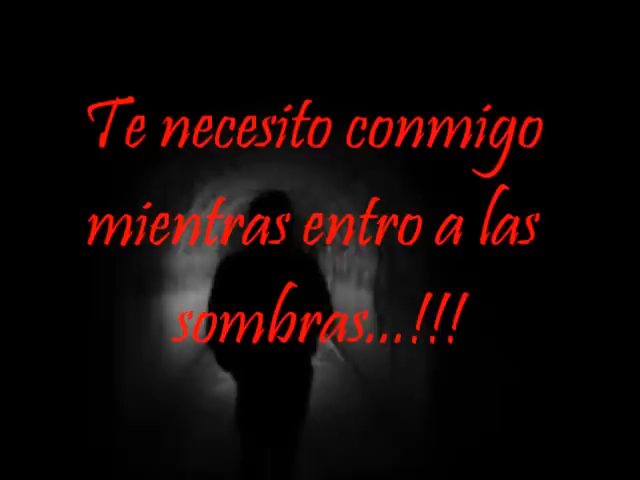 Te necesito conmigo
mientras entro a las
sombras...!!!